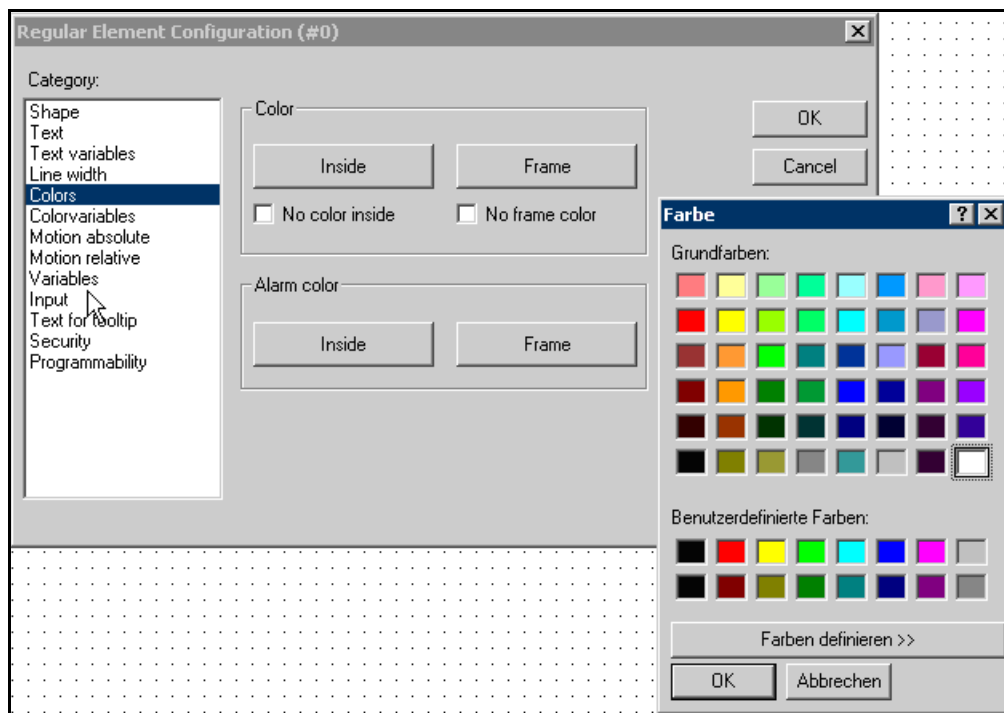 Regular Element Configuration (#0)
Category:
Shape
Text
Text variables
Line width
Colors
Colorvariables
Motion absolute
Motion relative
Variables
Input
Text for tooltip
Security
Programmability
Color
Inside
Frame
No color inside
No frame color
Alarm color
Inside
Frame
OK
Cancel
Farbe
?
Grundfarben:
Benutzerdefinierte Farben:
Farben definieren >>
OK
Abbrechen